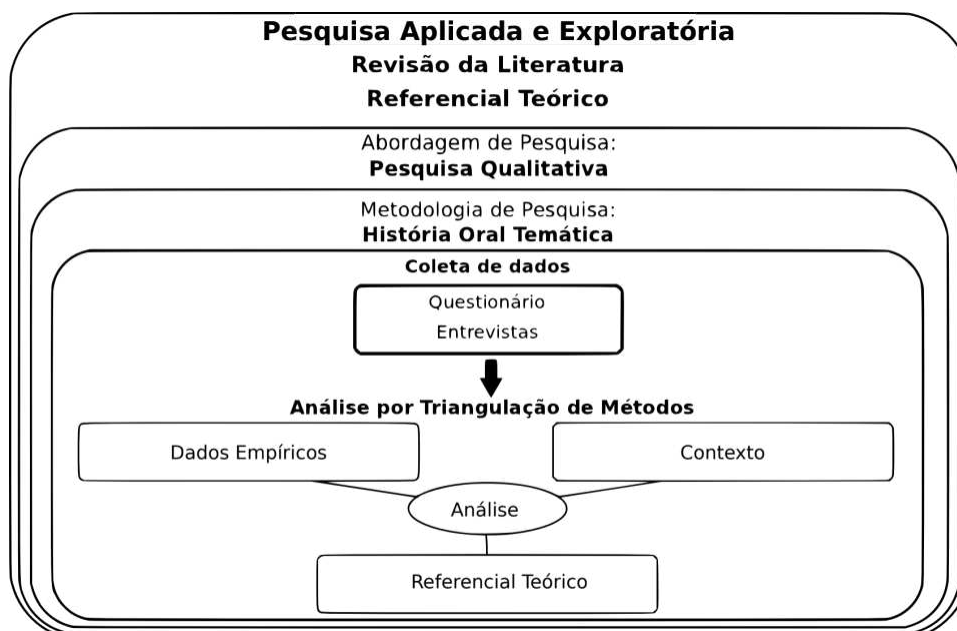 Pesquisa Aplicada e Exploratória
Revisão da Literatura
Referencial Teórico
Abordagem de Pesquisa:
Pesquisa Qualitativa
Metodologia de Pesquisa:
História Oral Temática
Coleta de dados
Questionário
Entrevistas
Análise por Triangulação de Métodos
Dados Empíricos
Contexto
Análise
Referencial Teórico